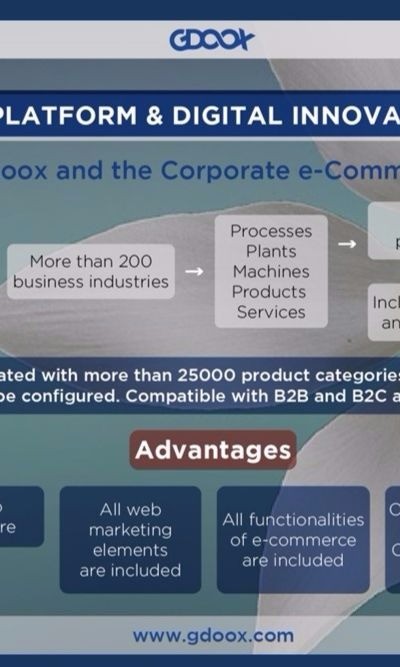 GDOOX
PLATFORM & DIGITAL INNOVA
oox and the Corporate e-Comm
More than 200
business industries
→
Processes
Plants
Machines
Products
Services
→
p
Incl
an
ated with more than 25000 product categories
be configured. Compatible with B2B and B2C a
Advantages
re
All web
marketing
elements
are included
All functionalities
of e-commerce
are included
C
C
www.gdoox.com